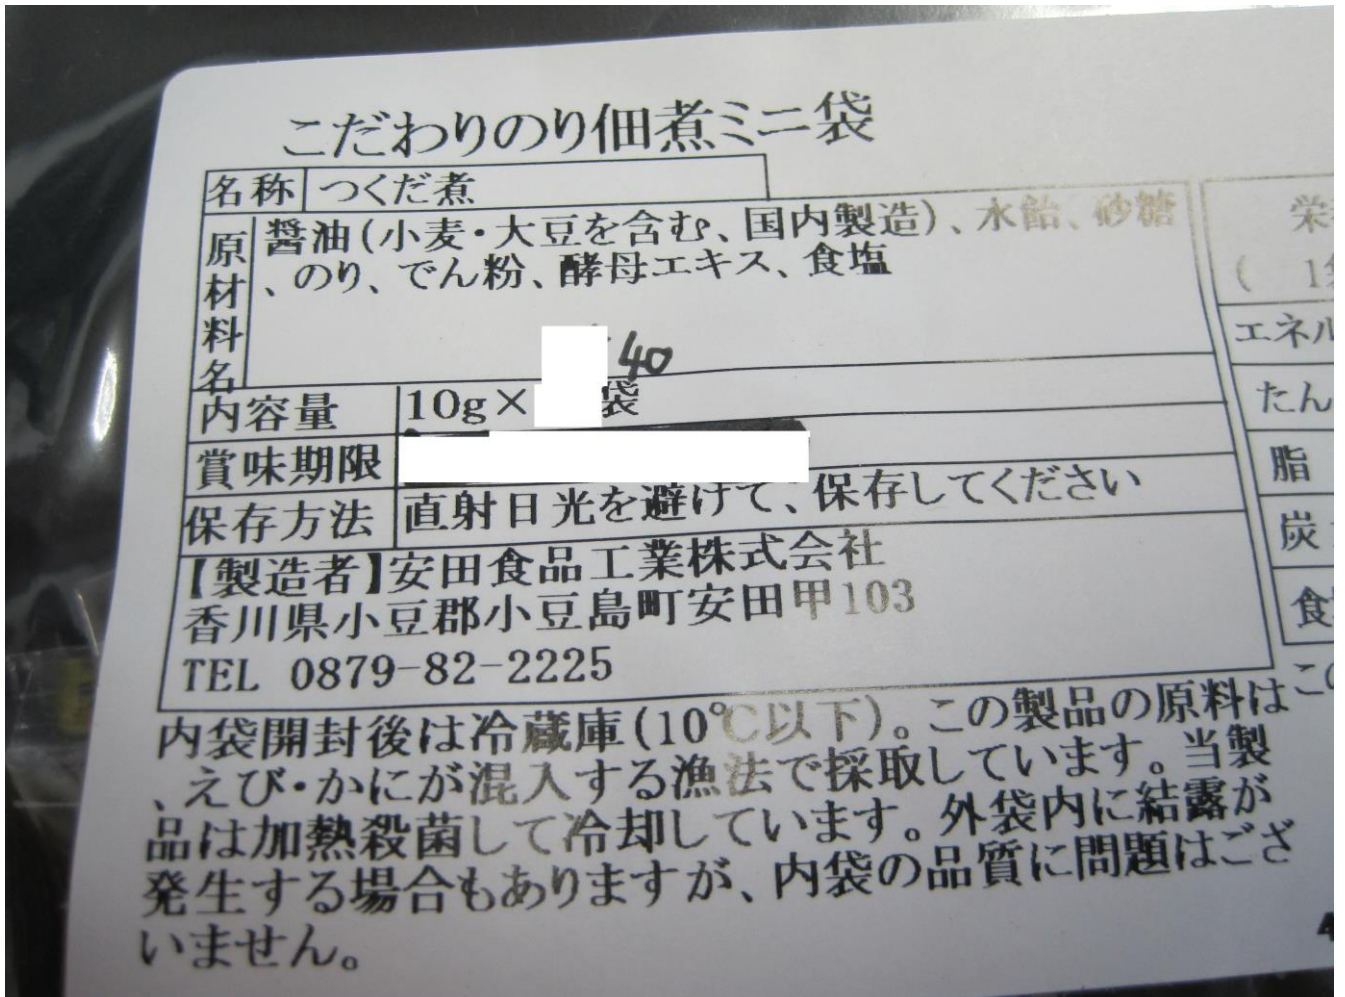 こだわりのり佃煮ミニ袋
名称 つくだ煮
原材料名 醤油(小麦・大豆を含む、国内製造)、水飴、砂糖
、のり、でん粉、酵母エキス、食塩
40
内容量 10g×袋
賞味期限
保存方法 直射日光を避けて、保存してください
【製造者】安田食品工業株式会社
香川県小豆郡小豆島町安田甲103
TEL 0879-82-2225
内袋開封後は冷蔵庫(10℃以下)。この製品の原料は
、えび・かにが混入する漁法で採取しています。当製
品は加熱殺菌して冷却しています。外袋内に結露が
発生する場合もありますが、内袋の品質に問題はござ
いません。
栄
( 1
エネル
たん
脂
炭
食
こ